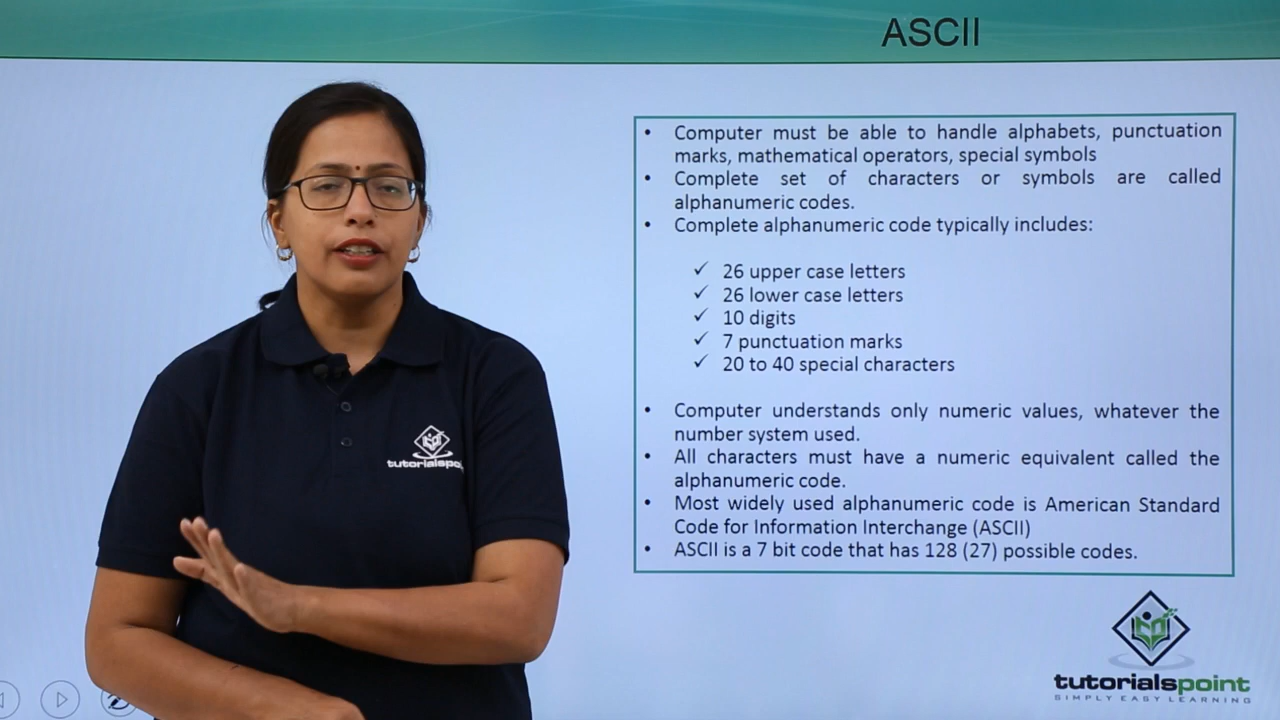 ASCII
• Computer must be able to handle alphabets, punctuation
marks, mathematical operators, special symbols
• Complete set of characters or symbols are called
alphanumeric codes.
• Complete alphanumeric code typically includes:
✓ 26 upper case letters
✓ 26 lower case letters
✓ 10 digits
✓ 7 punctuation marks
✓ 20 to 40 special characters
• Computer understands only numeric values, whatever the
number system used.
• All characters must have a numeric equivalent called the
alphanumeric code.
• Most widely used alphanumeric code is American Standard
Code for Information Interchange (ASCII)
• ASCII is a 7 bit code that has 128 (27) possible codes.
tutorialspoi
tutorialspoint
SIMPLY EASY LEARNING